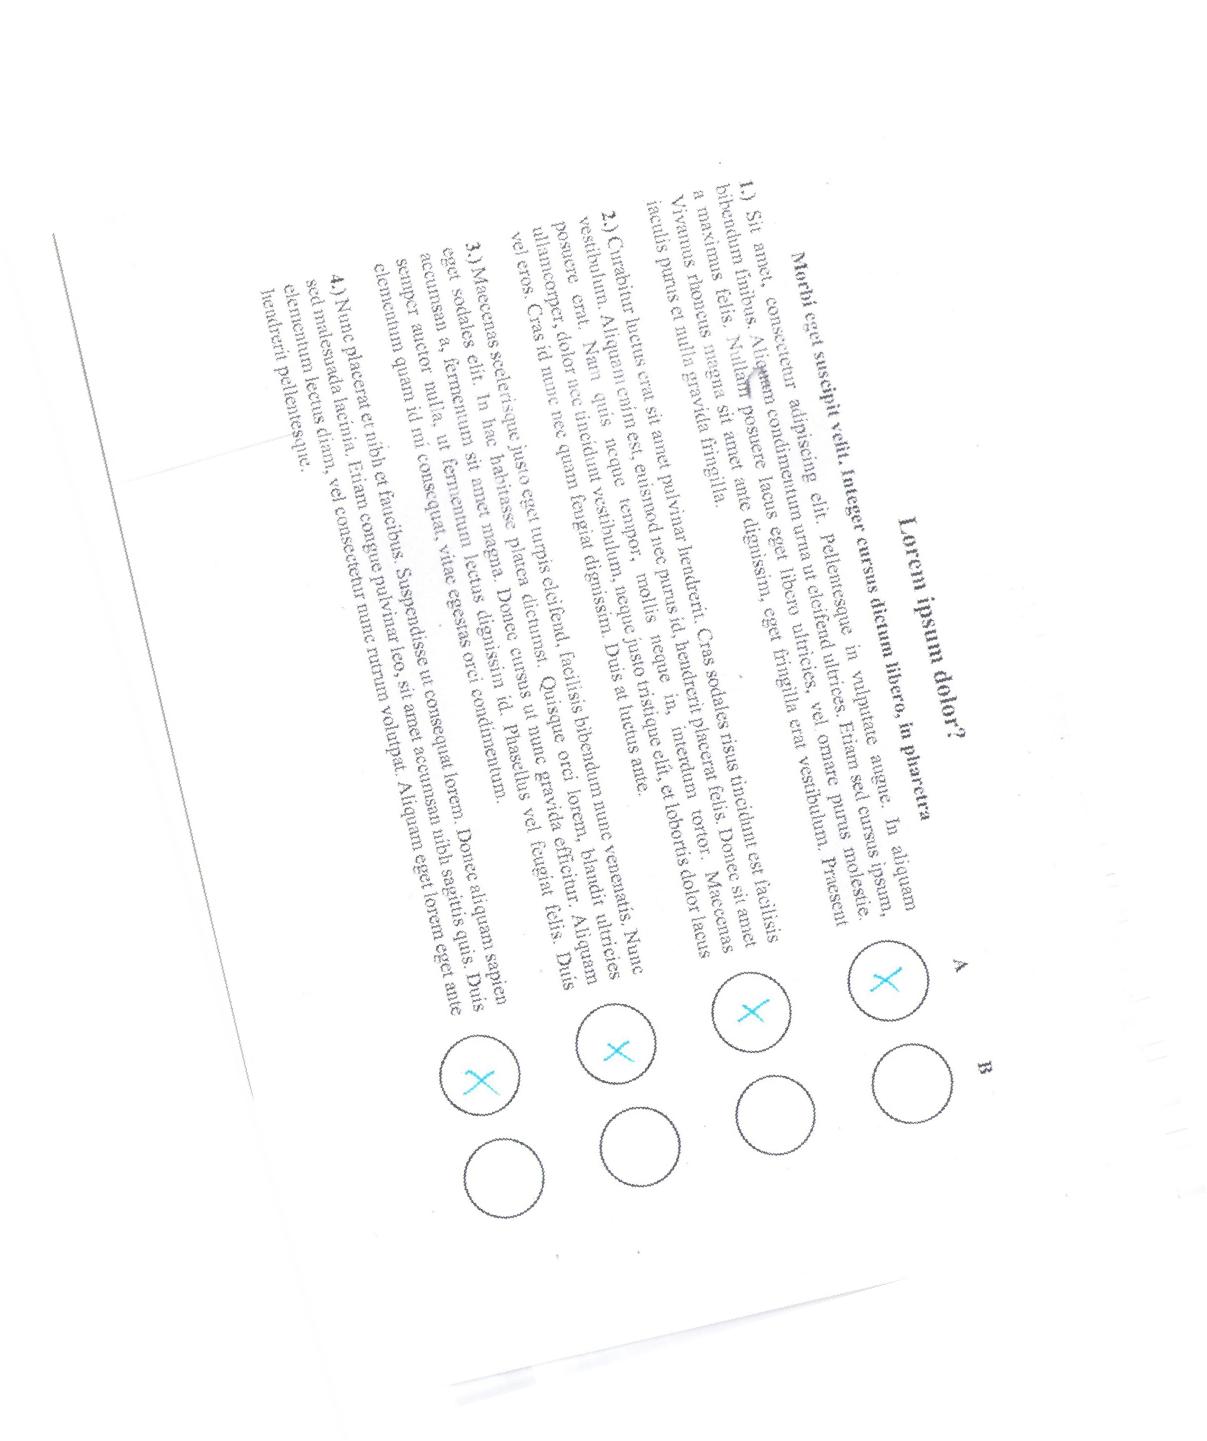 Lorem ipsum dolor?
Morbi eget suscipit velit. Integer cursus dictum libero, in pharetra
A
B
1.) Sit amet, consectetur adipiscing elit. Pellentesque in vulputate augue. In aliquam
bibendum finibus. Aliquam condimentum urna ut eleifend ultrices. Etiam sed cursus ipsum,
a maximus felis. Nullam posuere lacus eget libero ultricies, vel ornare purus molestie.
Vivamus rhoncus magna sit amet ante dignissim, eget fringilla erat vestibulum. Praesent
iaculis purus et nulla gravida fringilla.
X
2.) Curabitur luctus erat sit amet pulvinar hendrerit. Cras sodales risus tincidunt est facilisis
vestibulum. Aliquam enim est, euismod nec purus id, hendrerit placerat felis. Donec sit amet
posuere erat. Nam quis neque tempor, mollis neque in, interdum tortor. Maecenas
ullamcorper, dolor nec tincidunt vestibulum, neque justo tristique elit, et lobortis dolor lacus
vel eros. Cras id nunc nec quam feugiat dignissim. Duis at luctus ante.
X
3.) Maecenas scelerisque justo eget turpis eleifend, facilisis bibendum nunc venenatis. Nunc
eget sodales elit. In hac habitasse platea dictumst. Quisque orci lorem, blandit ultricies
accumsan a, fermentum sit amet magna. Donec cursus ut nunc gravida efficitur. Aliquam
semper auctor nulla, ut fermentum lectus dignissim id. Phasellus vel feugiat felis. Duis
elementum quam id mi consequat, vitae egestas orci condimentum.
X
4.) Nunc placerat et nibh et faucibus. Suspendisse ut consequat lorem. Donec aliquam sapien
sed malesuada lacinia. Etiam congue pulvinar leo, sit amet accumsan nibh sagittis quis. Duis
elementum lectus diam, vel consectetur nunc rutrum volutpat. Aliquam eget lorem eget ante
hendrerit pellentesque.
X